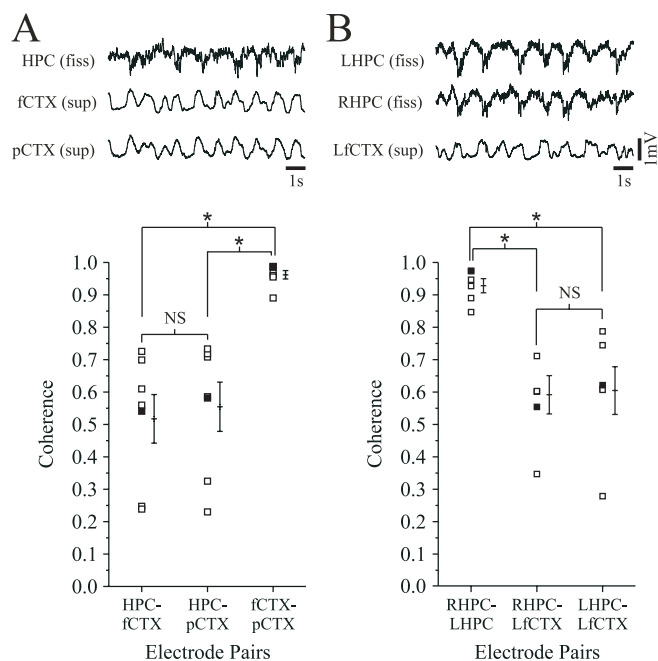 A
HPC (fiss)
fCTX (sup)
pCTX (sup)
1s
*
*
NS
Coherence
1.0
0.9
0.8
0.7
0.6
0.5
0.4
0.3
0.2
0.1
0.0
HPC-
fCTX
HPC-
pCTX
fCTX-
pCTX
Electrode Pairs
B
LHPC (fiss)
RHPC (fiss)
LfCTX (sup)
1mV
1s
*
*
NS
Coherence
1.0
0.9
0.8
0.7
0.6
0.5
0.4
0.3
0.2
0.1
0.0
RHPC-
LHPC
RHPC-
LfCTX
LHPC-
LfCTX
Electrode Pairs